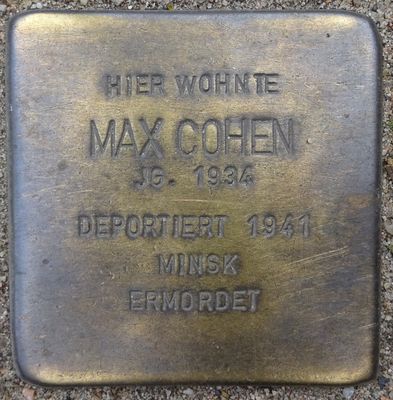 HIER WOHNTE
MAX COHEN
JG. 1934
DEPORTIERT 1941
MINSK
ERMORDET